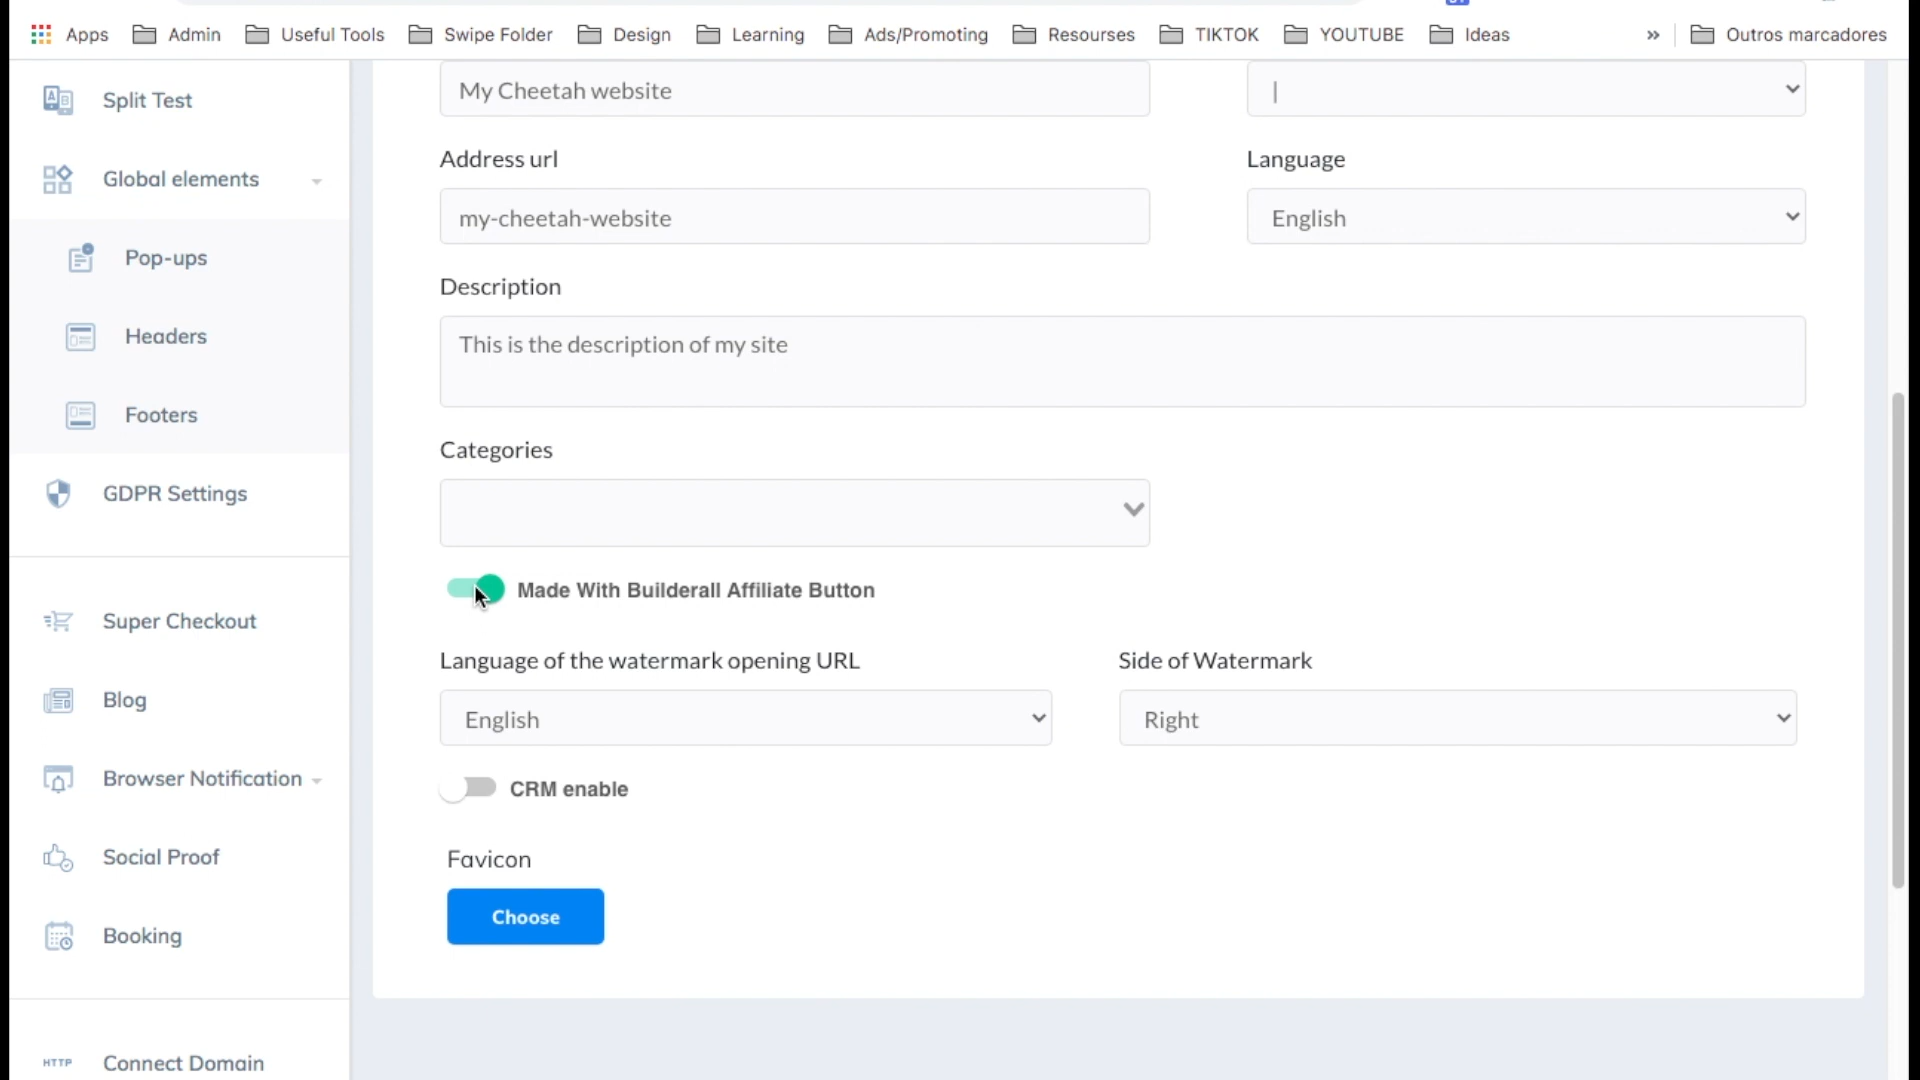 Apps
Admin
Useful Tools
Swipe Folder
Design
Learning
Ads/Promoting
Resourses
TIKTOK
YOUTUBE
Ideas
»
Outros marcadores
Split Test
Global elements
Pop-ups
Headers
Footers
GDPR Settings
Super Checkout
Blog
Browser Notification
Social Proof
Booking
HTTP Connect Domain
My Cheetah website
|
Address url
Language
my-cheetah-website
English
Description
This is the description of my site
Categories
Made With Builderall Affiliate Button
Language of the watermark opening URL
Side of Watermark
English
Right
CRM enable
Favicon
Choose